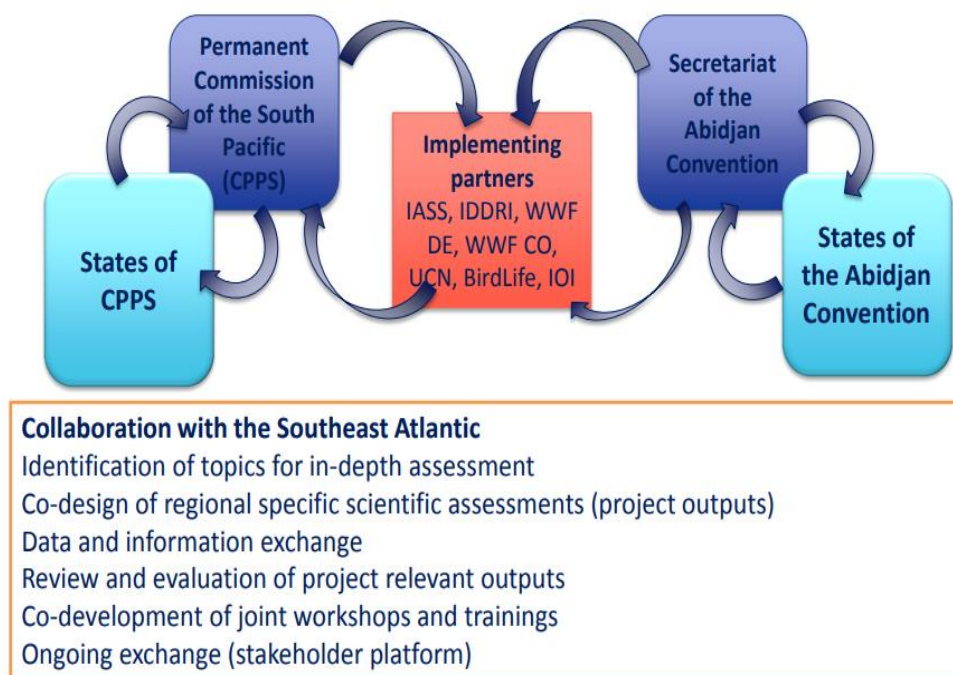 Permanent
Commission
of the South
Pacific
(CPPS)
Secretariat
of the
Abidjan
Convention
Implementing
partners
IASS, IDDRI, WWF
DE, WWF CO,
UCN, BirdLife, IOI
States of
CPPS
States of
the Abidjan
Convention
Collaboration with the Southeast Atlantic
Identification of topics for in-depth assessment
Co-design of regional specific scientific assessments (project outputs)
Data and information exchange
Review and evaluation of project relevant outputs
Co-development of joint workshops and trainings
Ongoing exchange (stakeholder platform)